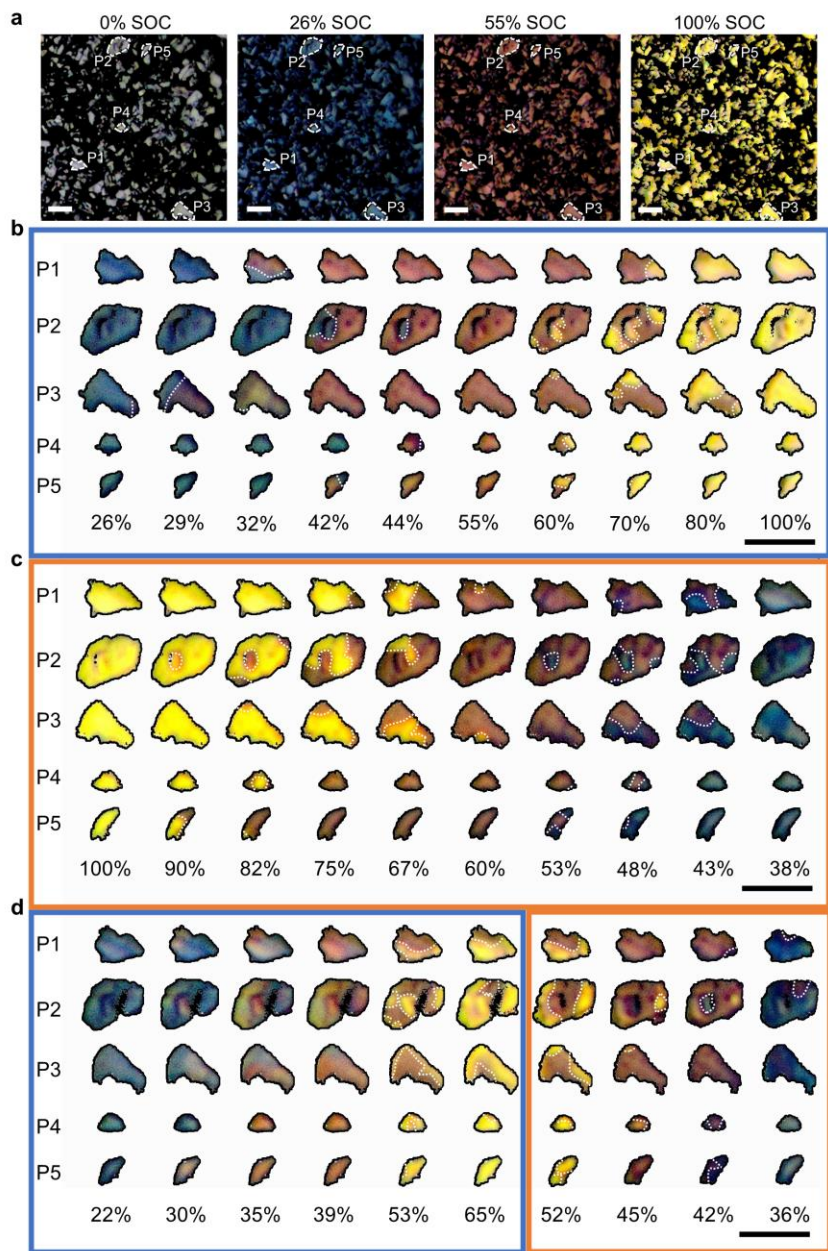 a
0% SOC 26% SOC 55% SOC 100% SOC
P2 P5 P2 P5 P2 P5 P2 P5
P4 P4 P4 P4
P1 P1 P1 P1
P3 P3 P3 P3
b
P1
P2
P3
P4
P5
26% 29% 32% 42% 44% 55% 60% 70% 80% 100%
c
P1
P2
P3
P4
P5
100% 90% 82% 75% 67% 60% 53% 48% 43% 38%
d
P1
P2
P3
P4
P5
22% 30% 35% 39% 53% 65% 52% 45% 42% 36%